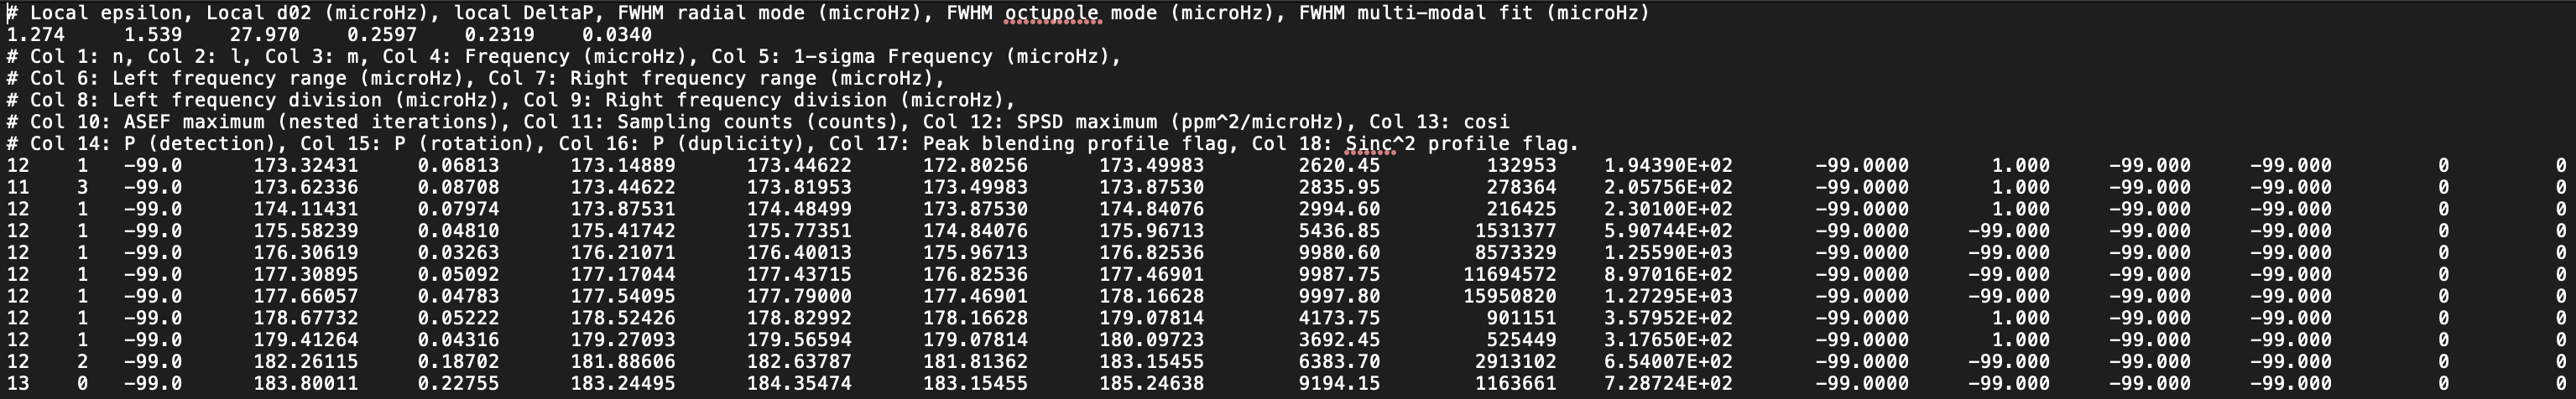 # Local epsilon, Local d02 (microHz), local DeltaP, FWHM radial mode (microHz), FWHM octupole mode (microHz), FWHM multi-modal fit (microHz)
1.274 1.539 27.970 0.2597 0.2319 0.0340
# Col 1: n, Col 2: l, Col 3: m, Col 4: Frequency (microHz), Col 5: 1-sigma Frequency (microHz),
# Col 6: Left frequency range (microHz), Col 7: Right frequency range (microHz),
# Col 8: Left frequency division (microHz), Col 9: Right frequency division (microHz),
# Col 10: ASEF maximum (nested iterations), Col 11: Sampling counts (counts), Col 12: SPSD maximum (ppm^2/microHz), Col 13: cosi
# Col 14: P (detection), Col 15: P (rotation), Col 16: P (duplicity), Col 17: Peak blending profile flag, Col 18: Sinc^2 profile flag.
12 1 -99.0 173.32431 0.06813 173.14889 173.44622 172.80256 173.49983 2620.45 132953 1.94390E+02 -99.0000 1.000 -99.000 -99.000 0 0
11 3 -99.0 173.62336 0.08708 173.44622 173.81953 173.49983 173.87530 2835.95 278364 2.05756E+02 -99.0000 1.000 -99.000 -99.000 0 0
12 1 -99.0 174.11431 0.07974 173.87531 174.48499 173.87530 174.84076 2994.60 216425 2.30100E+02 -99.0000 1.000 -99.000 -99.000 0 0
12 1 -99.0 175.58239 0.04810 175.41742 175.77351 174.84076 175.96713 5436.85 1531377 5.90744E+02 -99.0000 -99.000 -99.000 -99.000 0 0
12 1 -99.0 176.30619 0.03263 176.21071 176.40013 175.96713 176.82536 9980.60 8573329 1.25590E+03 -99.0000 -99.000 -99.000 -99.000 0 0
12 1 -99.0 177.30895 0.05092 177.17044 177.43715 176.82536 177.46901 9987.75 11694572 8.97016E+02 -99.0000 -99.000 -99.000 -99.000 0 0
12 1 -99.0 177.66057 0.04783 177.54095 177.79000 177.46901 178.16628 9997.80 15950820 1.27295E+03 -99.0000 -99.000 -99.000 -99.000 0 0
12 1 -99.0 178.67732 0.05222 178.52426 178.82992 178.16628 179.07814 4173.75 901151 3.57952E+02 -99.0000 1.000 -99.000 -99.000 0 0
12 1 -99.0 179.41264 0.04316 179.27093 179.56594 179.07814 180.09723 3692.45 525449 3.17650E+02 -99.0000 1.000 -99.000 -99.000 0 0
12 2 -99.0 182.26115 0.18702 181.88606 182.63787 181.81362 183.15455 6383.70 2913102 6.54007E+02 -99.0000 -99.000 -99.000 -99.000 0 0
13 0 -99.0 183.80011 0.22755 183.24495 184.35474 183.15455 185.24638 9194.15 1163661 7.28724E+02 -99.0000 -99.000 -99.000 -99.000 0 0